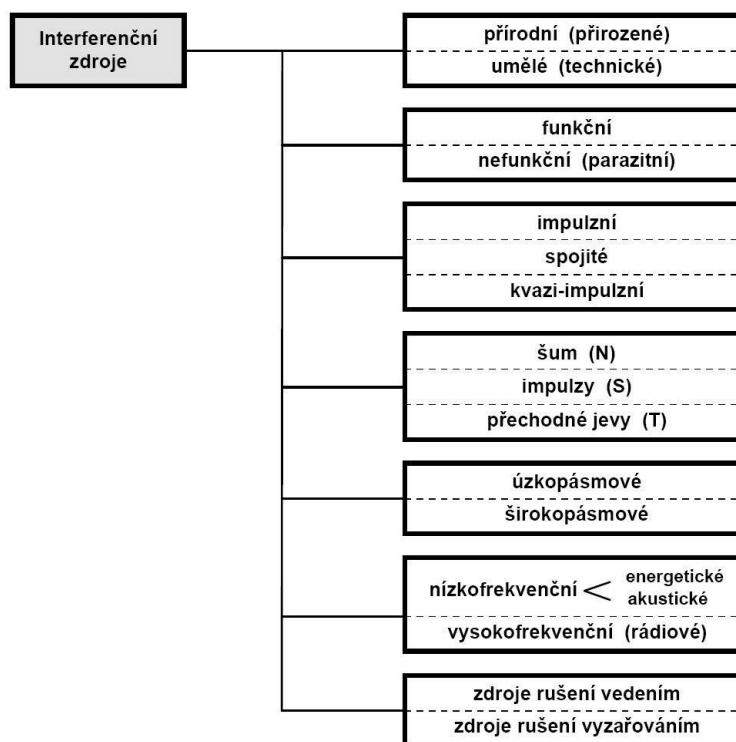 Interferenční
zdroje
přírodní (přirozené)
umělé (technické)
funkční
nefunkční (parazitní)
impulzní
spojité
kvazi-impulzní
šum (N)
impulzy (S)
přechodné jevy (T)
úzkopásmové
širokopásmové
nízkofrekvenční
energetické
akustické
vysokofrekvenční (rádiové)
zdroje rušení vedením
zdroje rušení vyzařováním